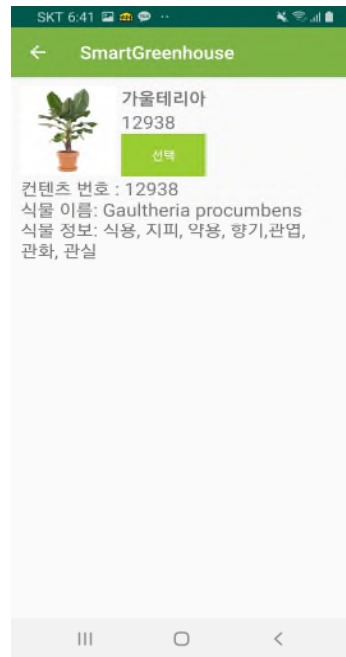 SKT 6:41
SmartGreenhouse
가울테리아
12938
선택
컨텐츠 번호 : 12938
식물 이름: Gaultheria procumbens
식물 정보: 식용, 지피, 약용, 향기,관엽,
관화, 관실